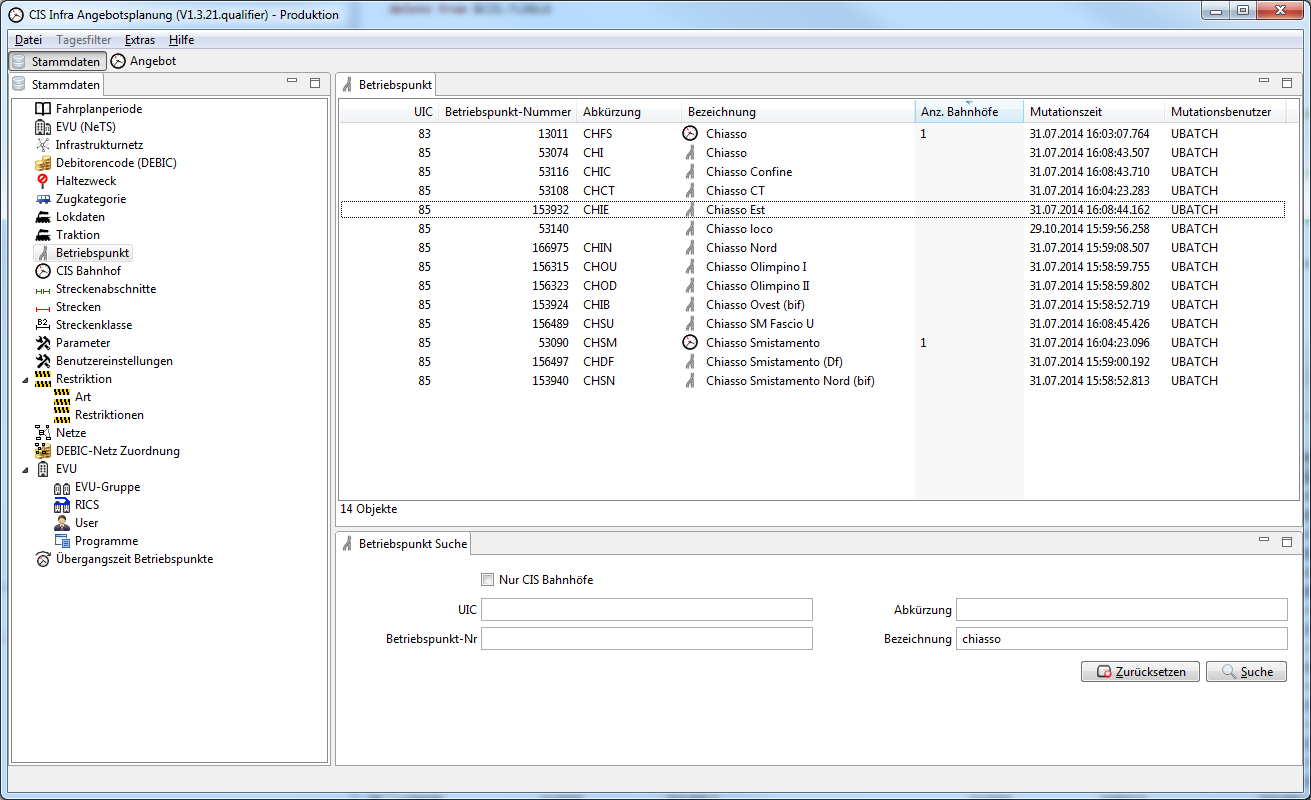 CIS Infra Angebotsplanung (V1.3.21.qualifier) - Produktion
Datei Tagesfilter Extras Hilfe
Stammdaten Angebot
Stammdaten
Fahrplanperiode
EVU (NeTS)
Infrastrukturnetz
Debitorencode (DEBIC)
Haltezweck
Zugkategorie
Lokdaten
Traktion
Betriebspunkt
CIS Bahnhof
Streckenabschnitte
Strecken
Streckenklasse
Parameter
Benutzereinstellungen
Restriktion
Art
Restriktionen
Netze
DEBIC-Netz Zuordnung
EVU
EVU-Gruppe
RICS
User
Programme
Übergangszeit Betriebspunkte
Betriebspunkt
UIC Betriebspunkt-Nummer Abkürzung Bezeichnung Anz. Bahnhöfe Mutationszeit Mutationsbenutzer
83 13011 CHFS Chiasso 1 31.07.2014 16:03:07.764 UBATCH
85 53074 CHI Chiasso 31.07.2014 16:08:43.507 UBATCH
85 53116 CHIC Chiasso Confine 31.07.2014 16:08:43.710 UBATCH
85 53108 CHCT Chiasso CT 31.07.2014 16:04:23.283 UBATCH
85 153932 CHIE Chiasso Est 31.07.2014 16:08:44.162 UBATCH
85 53140 Chiasso loco 29.10.2014 15:59:56.258 UBATCH
85 166975 CHIN Chiasso Nord 31.07.2014 15:59:08.507 UBATCH
85 156315 CHOU Chiasso Olimpino I 31.07.2014 15:58:59.755 UBATCH
85 156323 CHOD Chiasso Olimpino II 31.07.2014 15:58:59.802 UBATCH
85 153924 CHIB Chiasso Ovest (bif) 31.07.2014 15:58:52.719 UBATCH
85 156489 CHSU Chiasso SM Fascio U 31.07.2014 16:08:45.426 UBATCH
85 53090 CHSM Chiasso Smistamento 1 31.07.2014 16:04:23.096 UBATCH
85 156497 CHDF Chiasso Smistamento (Df) 31.07.2014 15:59:00.192 UBATCH
85 153940 CHSN Chiasso Smistamento Nord (bif) 31.07.2014 15:58:52.813 UBATCH
14 Objekte
Betriebspunkt Suche
Nur CIS Bahnhöfe
UIC Abkürzung
Betriebspunkt-Nr Bezeichnung chiasso
Zurücksetzen Suche